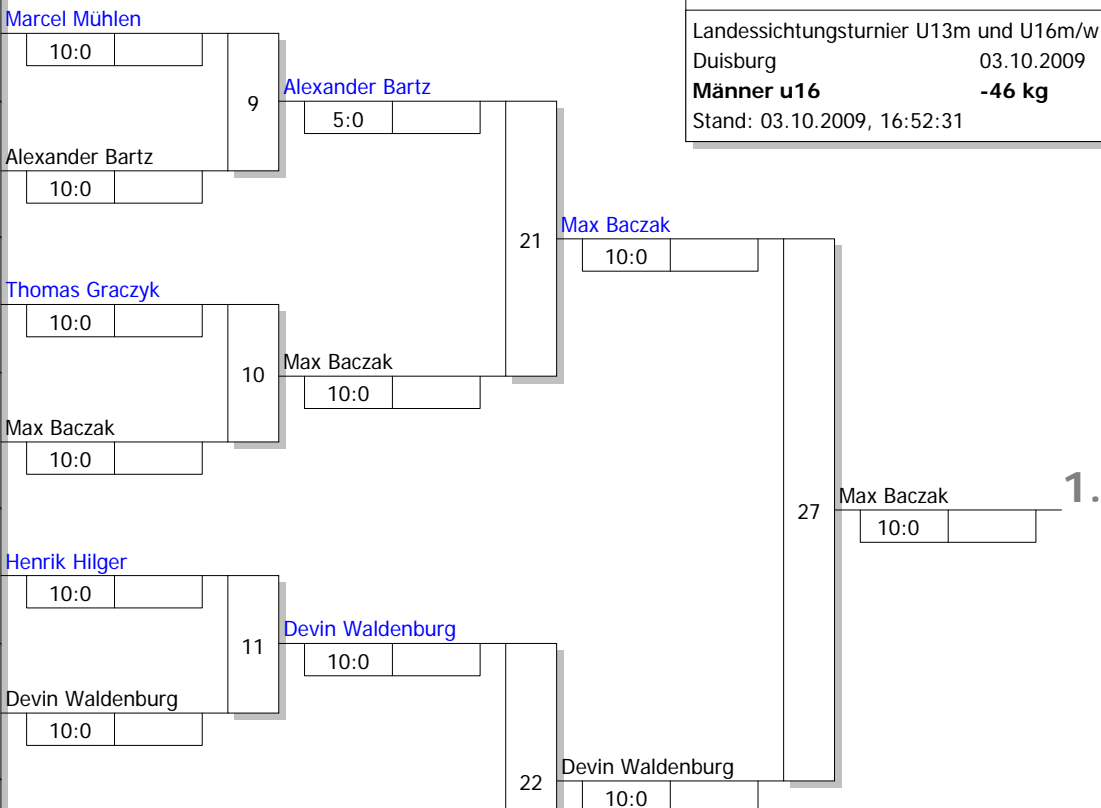 Marcel Mühlen
10:0
9
Alexander Bartz
5:0
Alexander Bartz
10:0
21
Max Baczak
10:0
Thomas Graczyk
10:0
10
Max Baczak
10:0
Max Baczak
10:0
27
Max Baczak
10:0
1.
Henrik Hilger
10:0
11
Devin Waldenburg
10:0
Devin Waldenburg
10:0
22
Devin Waldenburg
10:0
Landessichtungsturnier U13m und U16m/w
Duisburg 03.10.2009
Männer u16 -46 kg
Stand: 03.10.2009, 16:52:31